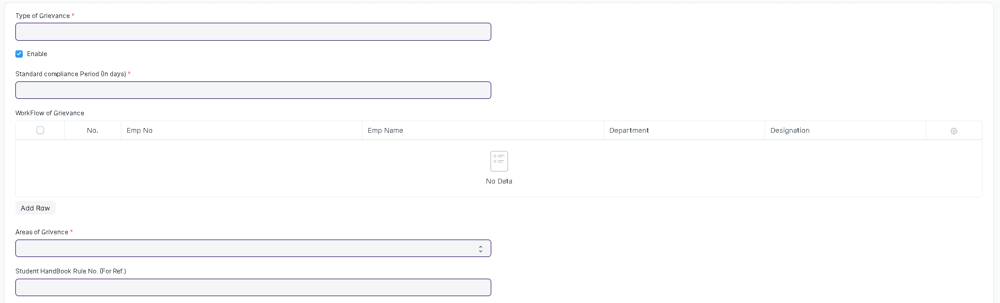 Type of Grievance *
Enable
Standard compliance Period (In days) *
WorkFlow of Grievance
No. Emp No Emp Name Department Designation
No Data
Add Row
Areas of Grivence *
Student HandBook Rule No. (For Ref.)